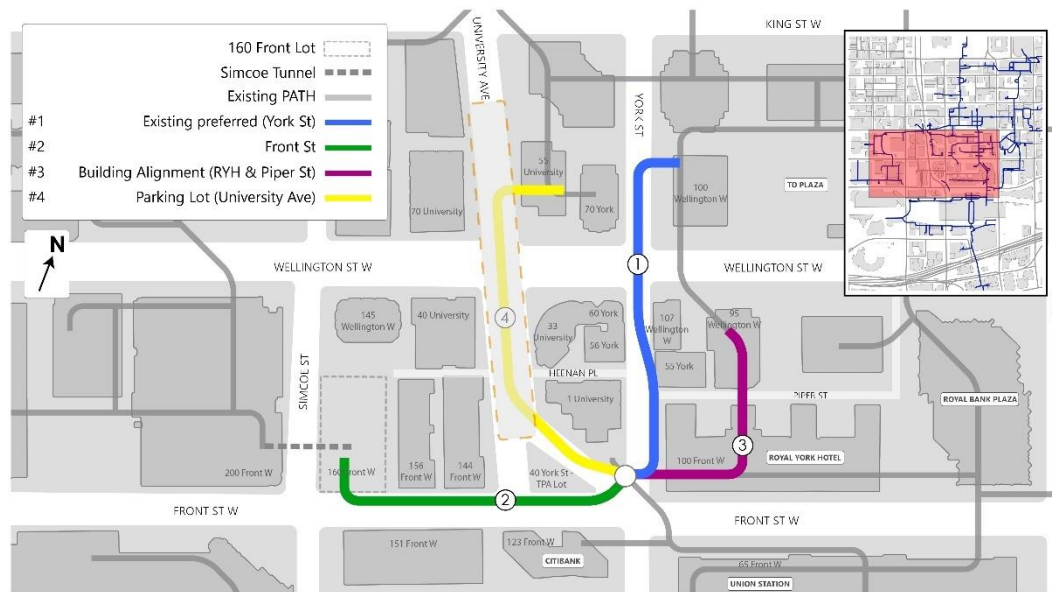 KING ST W
UNIVERSITY AVE
YORK ST
160 Front Lot
Simcoe Tunnel
Existing PATH
#1 Existing preferred (York St)
#2 Front St
#3 Building Alignment (RYH & Piper St)
#4 Parking Lot (University Ave)
N
70 University
55
University
70 York
100
Wellington W
TD PLAZA
WELLINGTON ST W
WELLINGTON ST W
1
145
Wellington W
40 University
4
33
University
60 York
56 York
107
Wellington
W
95
Wellington W
55 York
SIMCOE ST
HEENAN PL
1 University
PIPER ST
ROYAL BANK PLAZA
3
200 Front W
160 Front W
156
Front W
144
Front W
40 York St -
TPA Lot
100 Front W
ROYAL YORK HOTEL
2
FRONT ST W
FRONT ST W
151 Front W
123 Front W
CITIBANK
65 Front W
UNION STATION